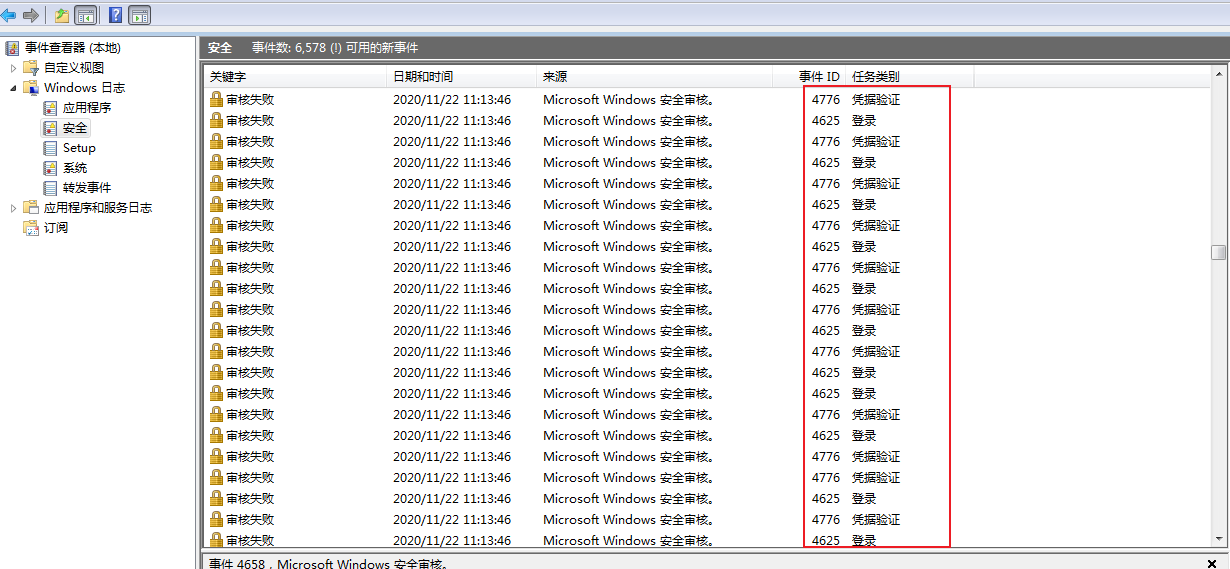 事件查看器 (本地)
自定义视图
Windows 日志
应用程序
安全
Setup
系统
转发事件
应用程序和服务日志
订阅
安全 事件数: 6,578 (!) 可用的新事件
关键字 日期和时间 来源 事件 ID 任务类别
审核失败 2020/11/22 11:13:46 Microsoft Windows 安全审核。 4776 凭据验证
审核失败 2020/11/22 11:13:46 Microsoft Windows 安全审核。 4625 登录
审核失败 2020/11/22 11:13:46 Microsoft Windows 安全审核。 4776 凭据验证
审核失败 2020/11/22 11:13:46 Microsoft Windows 安全审核。 4625 登录
审核失败 2020/11/22 11:13:46 Microsoft Windows 安全审核。 4776 凭据验证
审核失败 2020/11/22 11:13:46 Microsoft Windows 安全审核。 4625 登录
审核失败 2020/11/22 11:13:46 Microsoft Windows 安全审核。 4776 凭据验证
审核失败 2020/11/22 11:13:46 Microsoft Windows 安全审核。 4625 登录
审核失败 2020/11/22 11:13:46 Microsoft Windows 安全审核。 4776 凭据验证
审核失败 2020/11/22 11:13:46 Microsoft Windows 安全审核。 4625 登录
审核失败 2020/11/22 11:13:46 Microsoft Windows 安全审核。 4776 凭据验证
审核失败 2020/11/22 11:13:46 Microsoft Windows 安全审核。 4625 登录
审核失败 2020/11/22 11:13:46 Microsoft Windows 安全审核。 4776 凭据验证
审核失败 2020/11/22 11:13:46 Microsoft Windows 安全审核。 4625 登录
审核失败 2020/11/22 11:13:46 Microsoft Windows 安全审核。 4625 登录
审核失败 2020/11/22 11:13:46 Microsoft Windows 安全审核。 4776 凭据验证
审核失败 2020/11/22 11:13:46 Microsoft Windows 安全审核。 4625 登录
审核失败 2020/11/22 11:13:46 Microsoft Windows 安全审核。 4776 凭据验证
审核失败 2020/11/22 11:13:46 Microsoft Windows 安全审核。 4776 凭据验证
审核失败 2020/11/22 11:13:46 Microsoft Windows 安全审核。 4625 登录
审核失败 2020/11/22 11:13:46 Microsoft Windows 安全审核。 4776 凭据验证
审核失败 2020/11/22 11:13:46 Microsoft Windows 安全审核。 4625 登录
事件 4658，Microsoft Windows 安全审核。